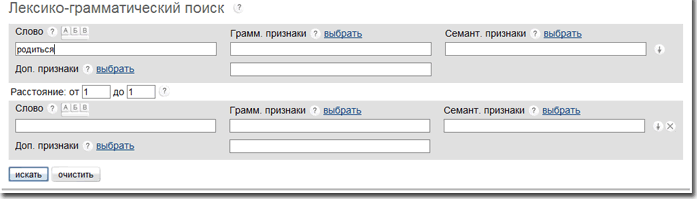 Лексико-грамматический поиск ?
Слово ? А Б В Грамм. признаки ? выбрать Семант. признаки ? выбрать
родиться
Доп. признаки ? выбрать
Расстояние: от 1 до 1 ?
Слово ? А Б В Грамм. признаки ? выбрать Семант. признаки ? выбрать
Доп. признаки ? выбрать
искать очистить